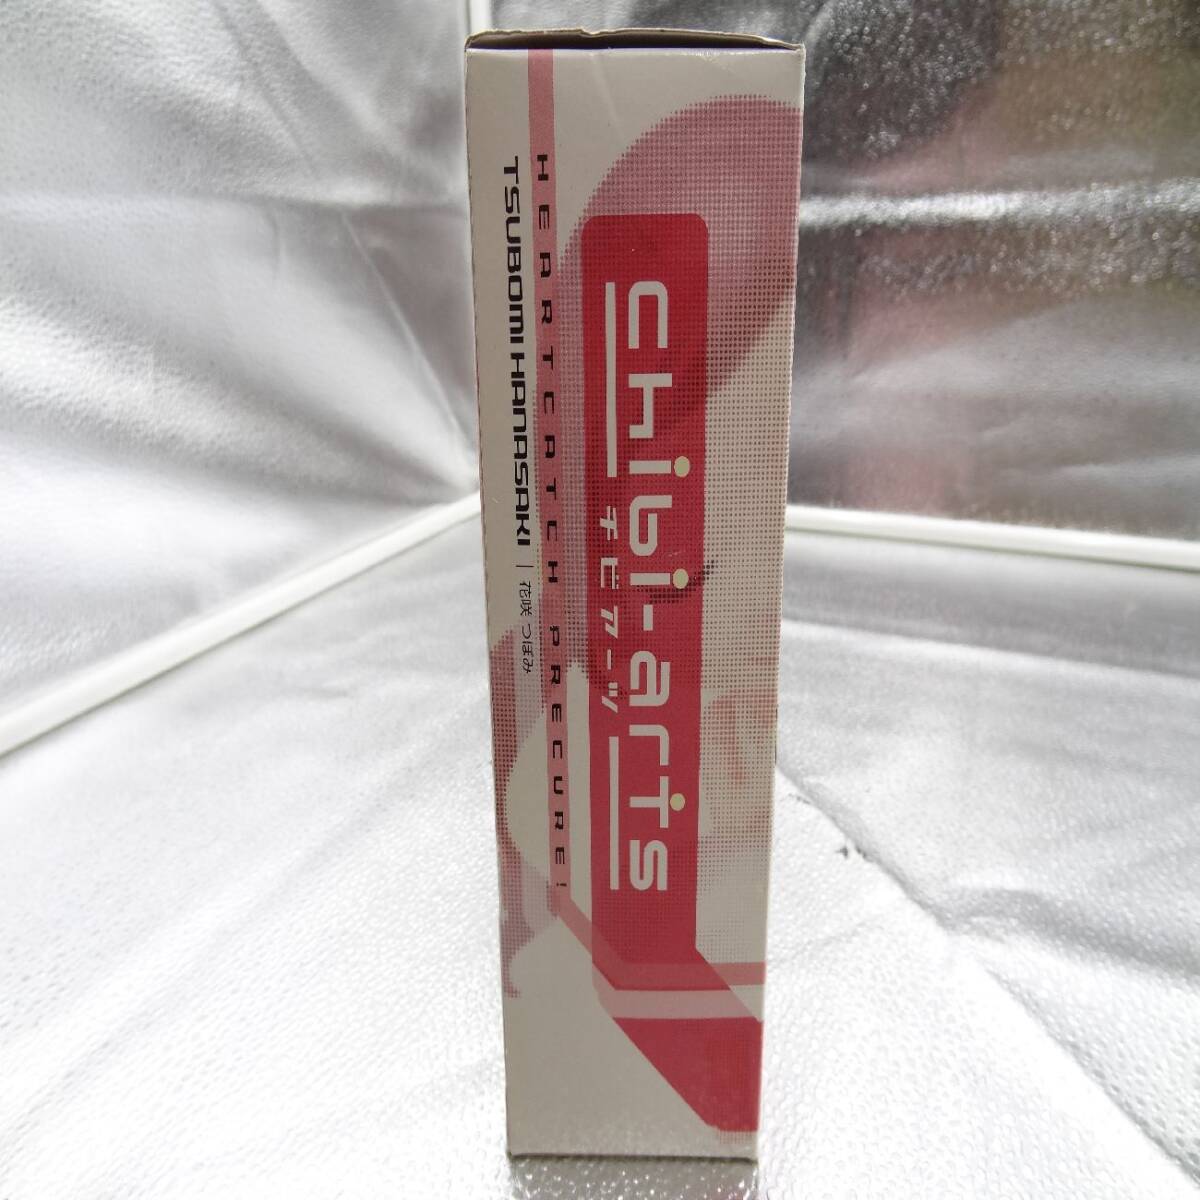 chibi-arts
チビアーツ
HEARTCATCH PRECURE!
TSUBOMI HANASAKI | 花咲 つぼみ